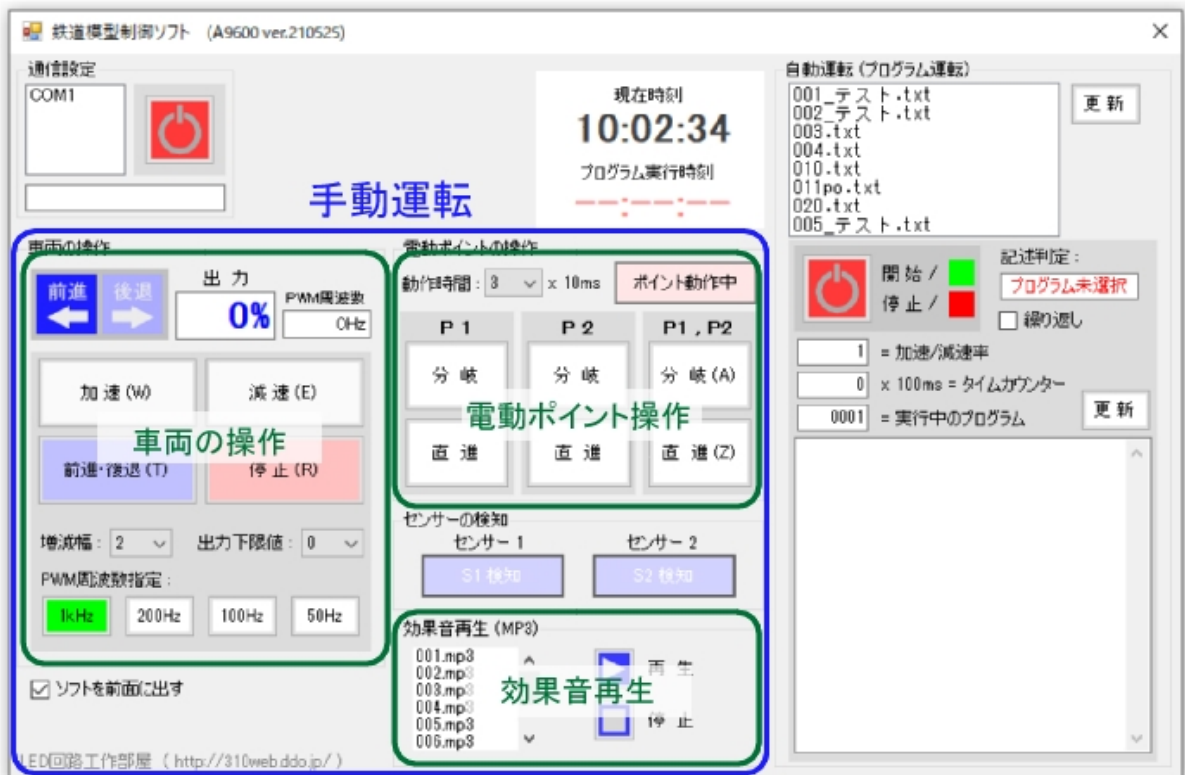 鉄道模型制御ソフト (A9600 ver.210525)
通信設定
COM1
現在時刻
10:02:34
プログラム実行時刻
--:--:--
手動運転
車両の操作
前進
後退
出 力
0%
PWM周波数
0Hz
加 速 (W)
減 速 (E)
車両の操作
前進・後退 (T)
停 止 (R)
増減幅 : 2
出力下限値 : 0
PWM周波数指定 :
1kHz
200Hz
100Hz
50Hz
ソフトを前面に出す
LED回路工作部屋 ( http://310web.ddo.jp/ )
電動ポイントの操作
動作時間 : 3 x 10ms
ポイント動作中
P 1
P 2
P1 , P2
分 岐
分 岐
分 岐 (A)
電動ポイント操作
直 進
直 進
直 進 (Z)
センサーの検知
センサー 1
センサー 2
S1 検知
S2 検知
効果音再生 (MP3)
001.mp3
002.mp3
003.mp3
004.mp3
005.mp3
006.mp3
再 生
効果音再生
停 止
自動運転 (プログラム運転)
001_テスト.txt
002_テスト.txt
003.txt
004.txt
010.txt
011po.txt
020.txt
005_テスト.txt
更 新
開 始 /
停 止 /
記述判定 :
プログラム未選択
繰り返し
1 = 加速/減速率
0 x 100ms = タイムカウンター
0001 = 実行中のプログラム
更 新